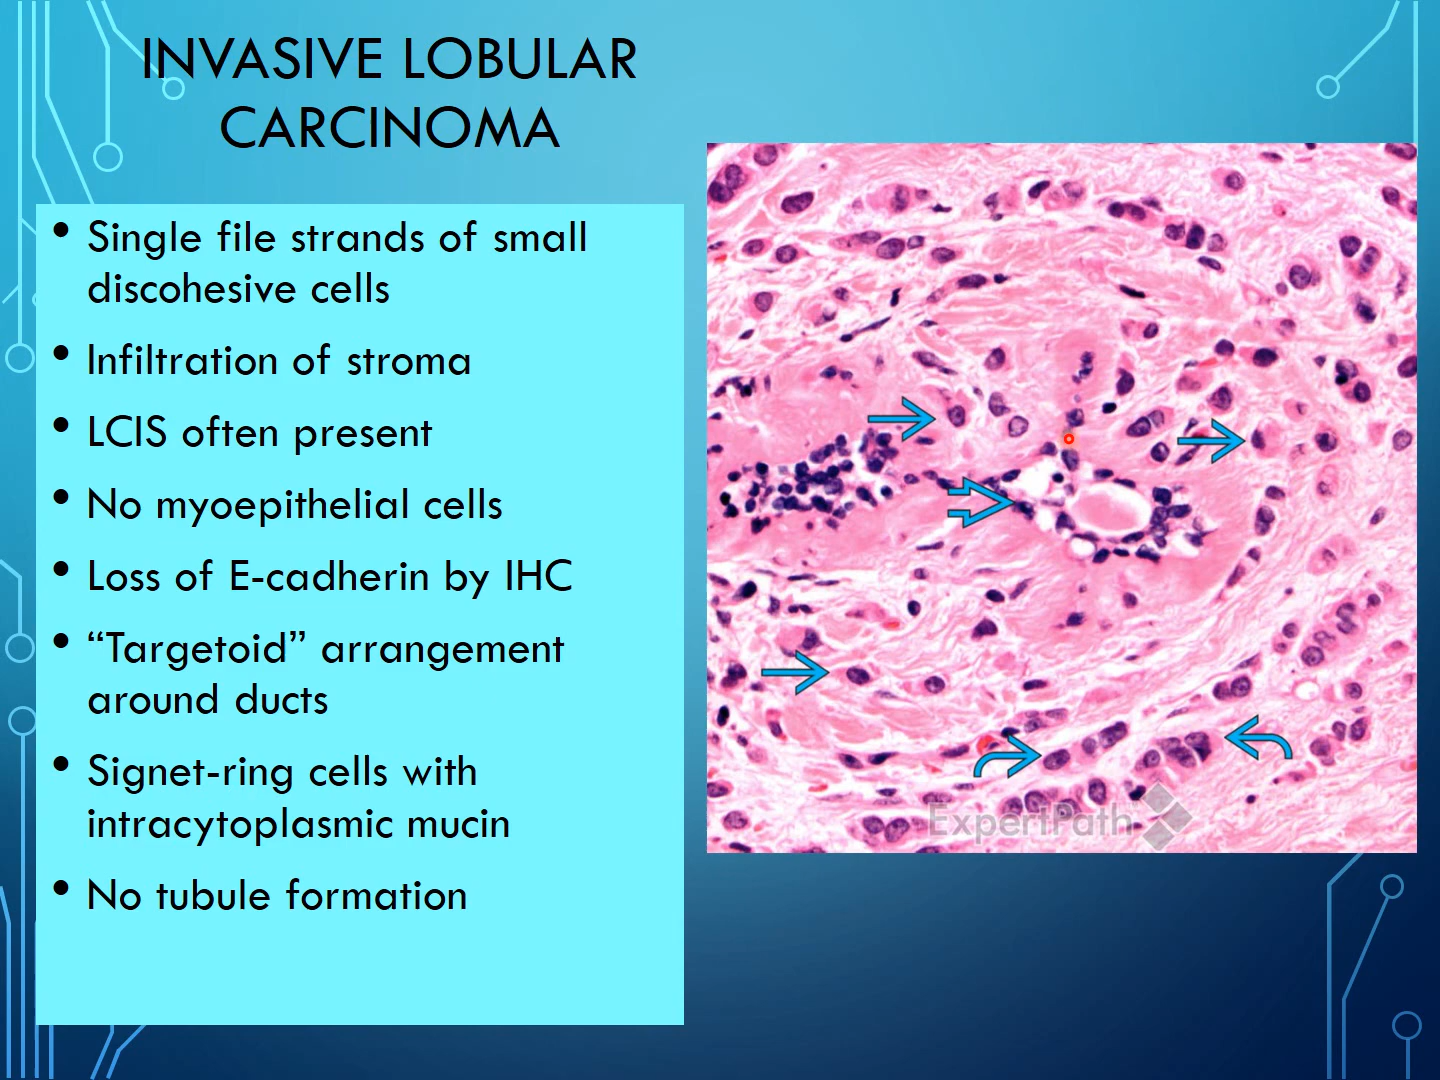 INVASIVE LOBULAR
CARCINOMA
• Single file strands of small
discohesive cells
• Infiltration of stroma
• LCIS often present
• No myoepithelial cells
• Loss of E-cadherin by IHC
• “Targetoid” arrangement
around ducts
• Signet-ring cells with
intracytoplasmic mucin
• No tubule formation
ExpertPath